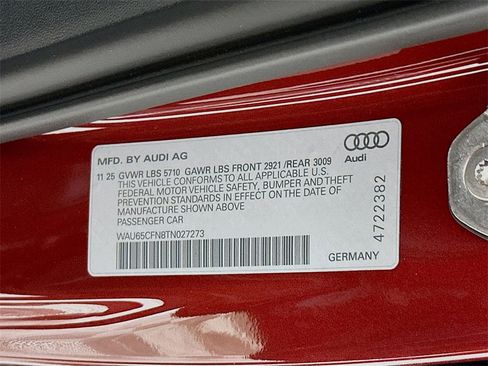 MFD. BY AUDI AG
Audi
11 25 GVWR LBS 5710 GAWR LBS FRONT 2921 /REAR 3009
THIS VEHICLE CONFORMS TO ALL APPLICABLE U.S.
FEDERAL MOTOR VEHICLE SAFETY, BUMPER AND THEFT
PREVENTION STANDARDS IN EFFECT ON THE DATE OF
MANUFACTURE SHOWN ABOVE
PASSENGER CAR
WAU65CFN8TN027273
4722382
GERMANY